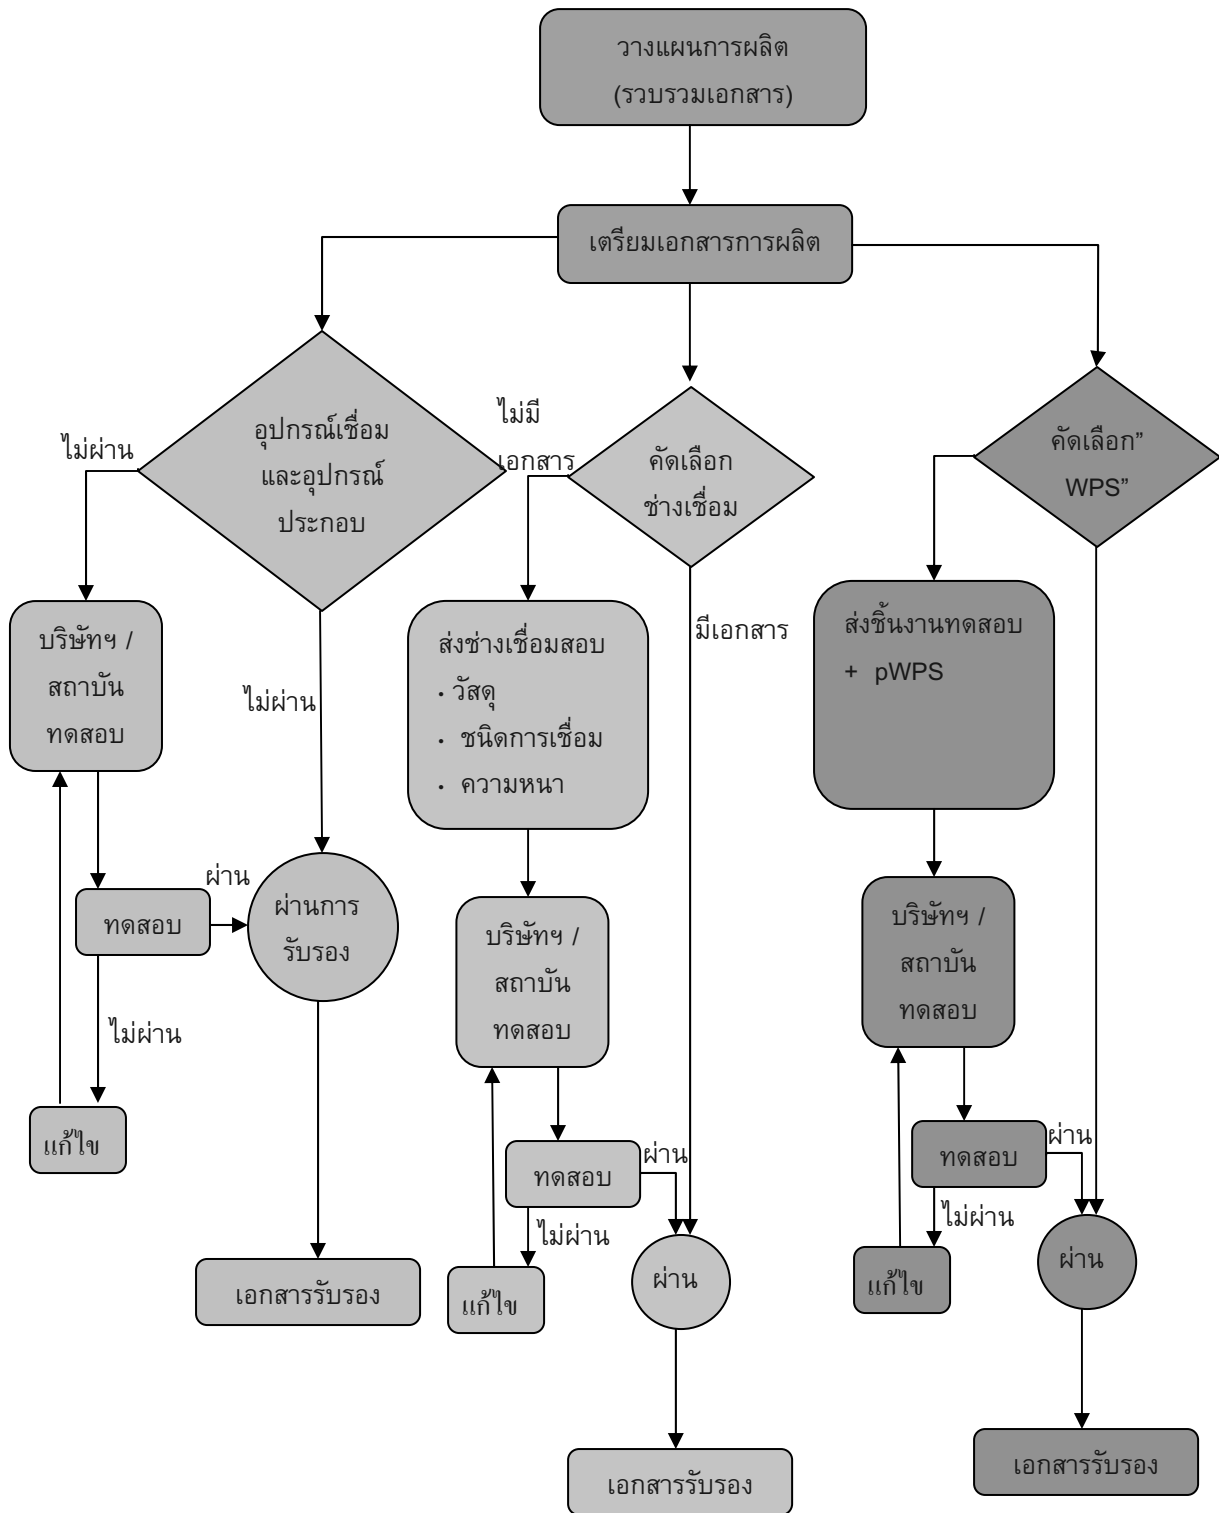 วางแผนการผลิต
(รวบรวมเอกสาร)
เตรียมเอกสารการผลิต
อุปกรณ์เชื่อม
และอุปกรณ์
ประกอบ
ไม่ผ่าน
ไม่ผ่าน
บริษัทฯ /
สถาบัน
ทดสอบ
ทดสอบ
ผ่าน
ไม่ผ่าน
แก้ไข
ผ่านการ
รับรอง
เอกสารรับรอง
ไม่มี
เอกสาร
คัดเลือก
ช่างเชื่อม
มีเอกสาร
ส่งช่างเชื่อมสอบ
· วัสดุ
· ชนิดการเชื่อม
· ความหนา
บริษัทฯ /
สถาบัน
ทดสอบ
ทดสอบ
ผ่าน
ไม่ผ่าน
แก้ไข
ผ่าน
เอกสารรับรอง
คัดเลือก”
WPS”
ส่งชิ้นงานทดสอบ
+ pWPS
บริษัทฯ /
สถาบัน
ทดสอบ
ทดสอบ
ผ่าน
ไม่ผ่าน
แก้ไข
ผ่าน
เอกสารรับรอง